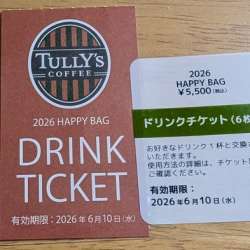 TULLY'S
COFFEE
2026 HAPPY BAG
DRINK
TICKET
有効期限：2026年6月10日(水)
2026
HAPPY BAG
¥5,500(税込)
ドリンクチケット(6枚
お好きなドリンク1杯と交換
いただきます。
使用方法の詳細は、チケット
ご確認ください。
有効期限：
2026年6月10日(水)